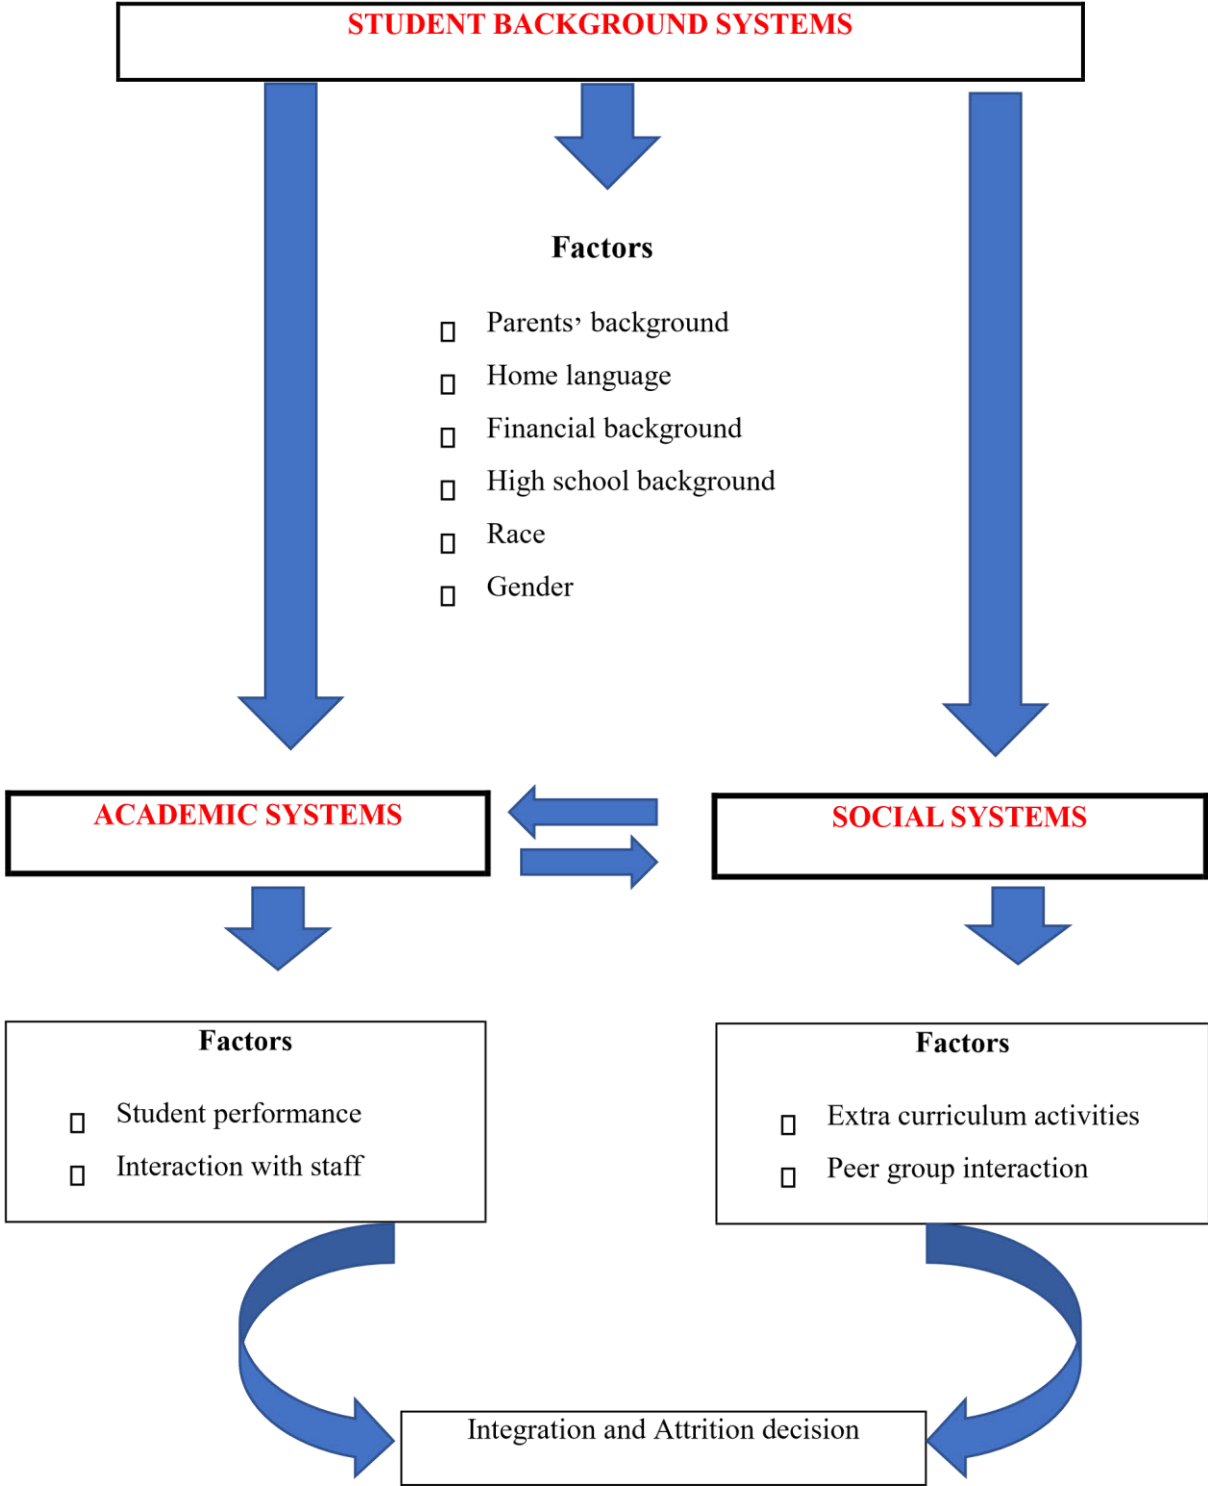 STUDENT BACKGROUND SYSTEMS
Factors
Parents’ background
Home language
Financial background
High school background
Race
Gender
ACADEMIC SYSTEMS
SOCIAL SYSTEMS
Factors
Student performance
Interaction with staff
Factors
Extra curriculum activities
Peer group interaction
Integration and Attrition decision